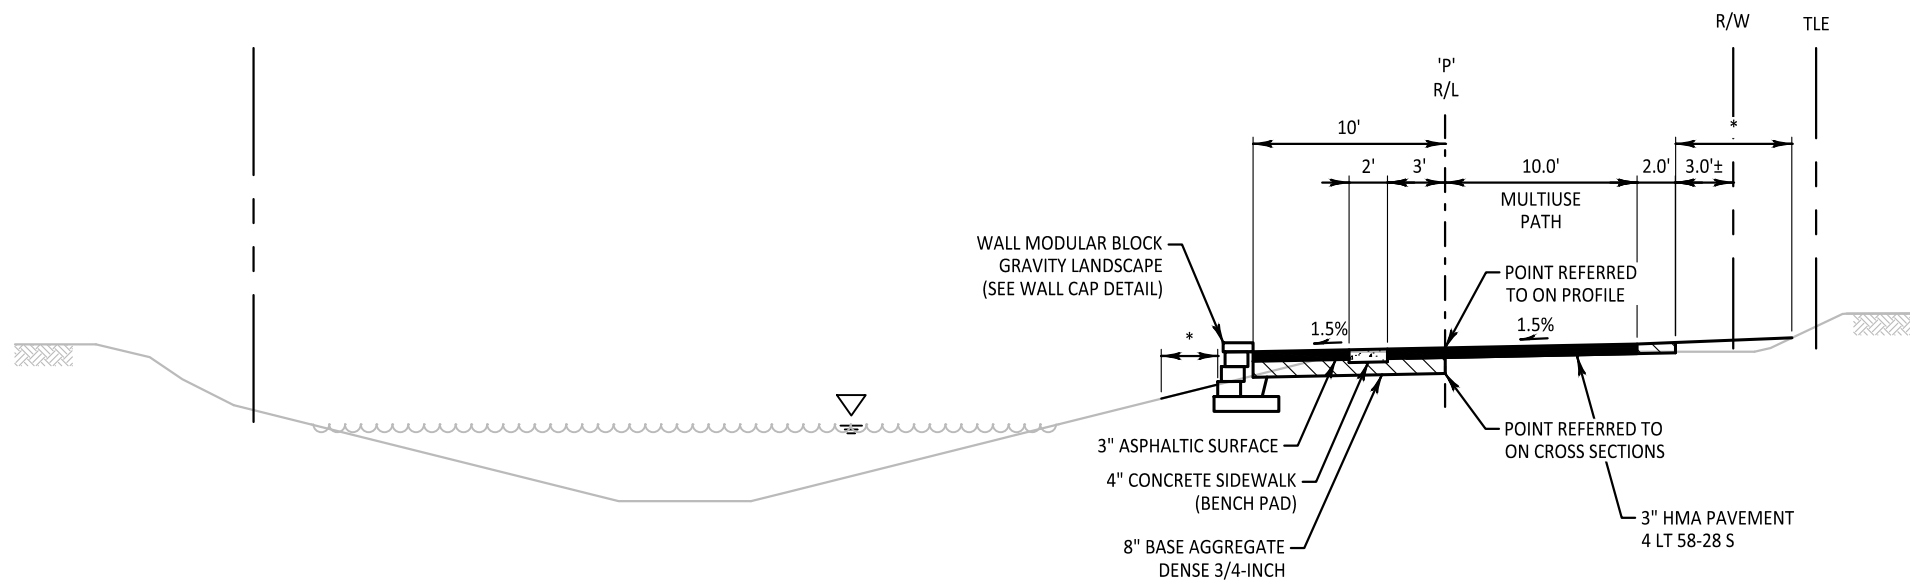 R/W
TLE
'P'
R/L
10'
*
2'
3'
10.0'
2.0'
3.0'±
MULTIUSE
PATH
WALL MODULAR BLOCK
GRAVITY LANDSCAPE
(SEE WALL CAP DETAIL)
POINT REFERRED
TO ON PROFILE
*
1.5%
1.5%
3" ASPHALTIC SURFACE
4" CONCRETE SIDEWALK
(BENCH PAD)
8" BASE AGGREGATE
DENSE 3/4-INCH
POINT REFERRED TO
ON CROSS SECTIONS
3" HMA PAVEMENT
4 LT 58-28 S